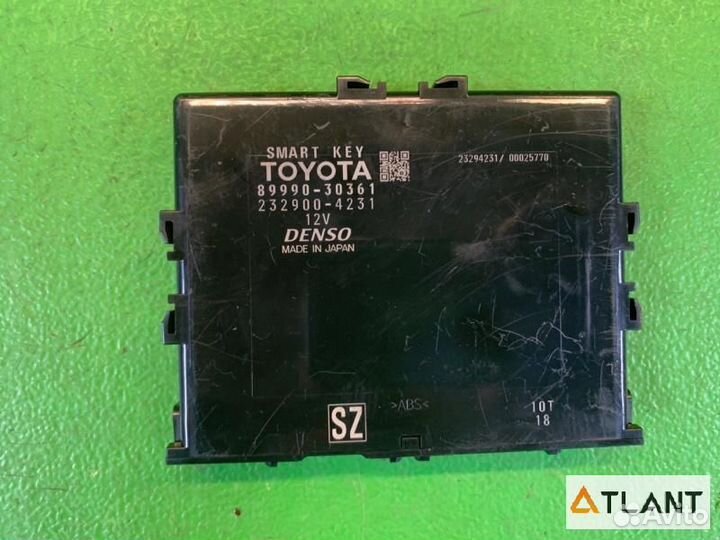 SMART KEY
TOYOTA
89990-30361
232900-4231
12V
DENSO
MADE IN JAPAN
23294231/ 00025770
SZ
>ABS<
10T
18
ATLANT
Avito